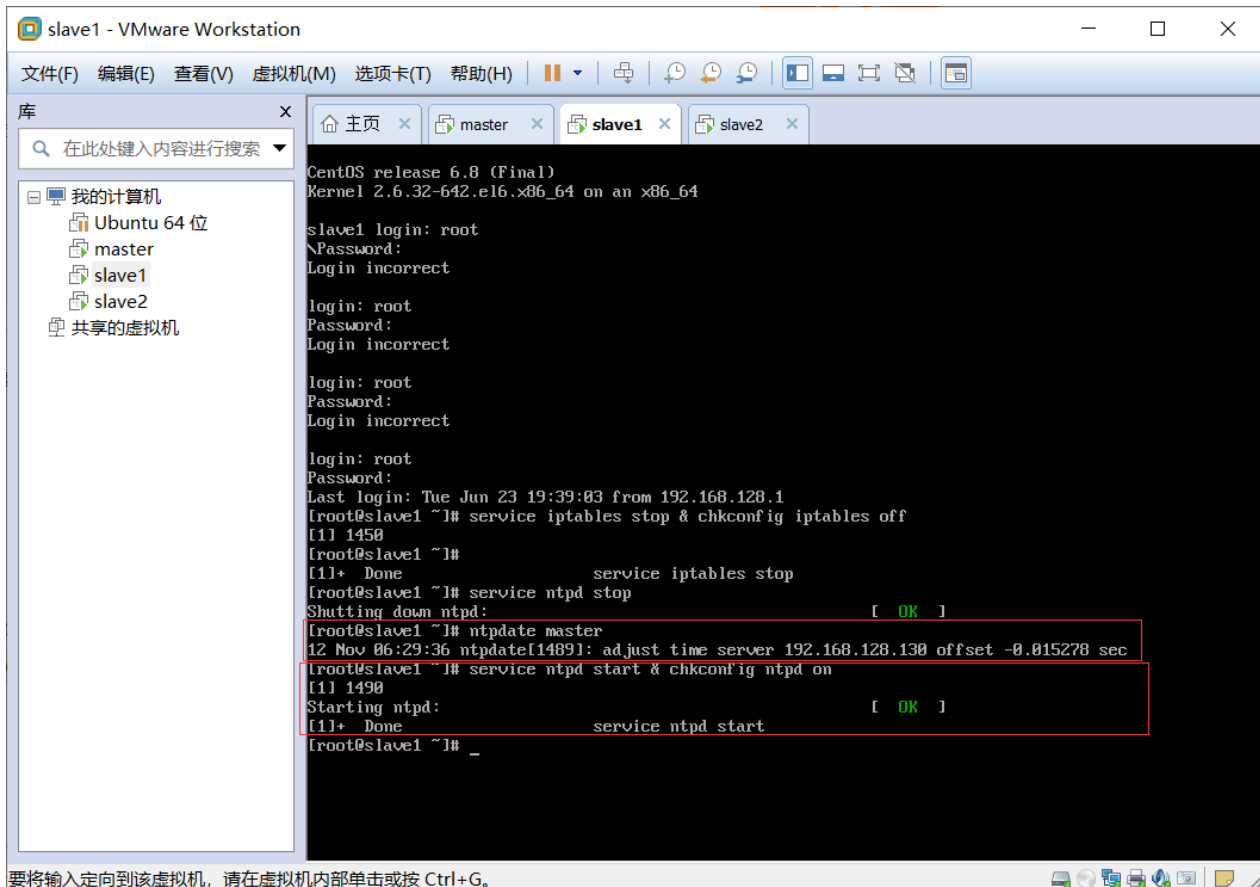 slave1 - VMware Workstation
文件(F) 编辑(E) 查看(V) 虚拟机(M) 选项卡(T) 帮助(H)
库
在此处键入内容进行搜索
我的计算机
Ubuntu 64 位
master
slave1
slave2
共享的虚拟机
主页 master slave1 slave2
CentOS release 6.8 (Final)
Kernel 2.6.32-642.el6.x86_64 on an x86_64
slave1 login: root
\Password:
Login incorrect
login: root
Password:
Login incorrect
login: root
Password:
Login incorrect
login: root
Password:
Last login: Tue Jun 23 19:39:03 from 192.168.128.1
[root@slave1 ~]# service iptables stop & chkconfig iptables off
[1] 1450
[root@slave1 ~]#
[1]+  Done                    service iptables stop
[root@slave1 ~]# service ntpd stop
Shutting down ntpd:                                        [  OK  ]
[root@slave1 ~]# ntpdate master
12 Nov 06:29:36 ntpdate[1489]: adjust time server 192.168.128.130 offset -0.015278 sec
[root@slave1 ~]# service ntpd start & chkconfig ntpd on
[1] 1490
Starting ntpd:                                             [  OK  ]
[1]+  Done                    service ntpd start
[root@slave1 ~]# _
要将输入定向到该虚拟机，请在虚拟机内部单击或按 Ctrl+G。